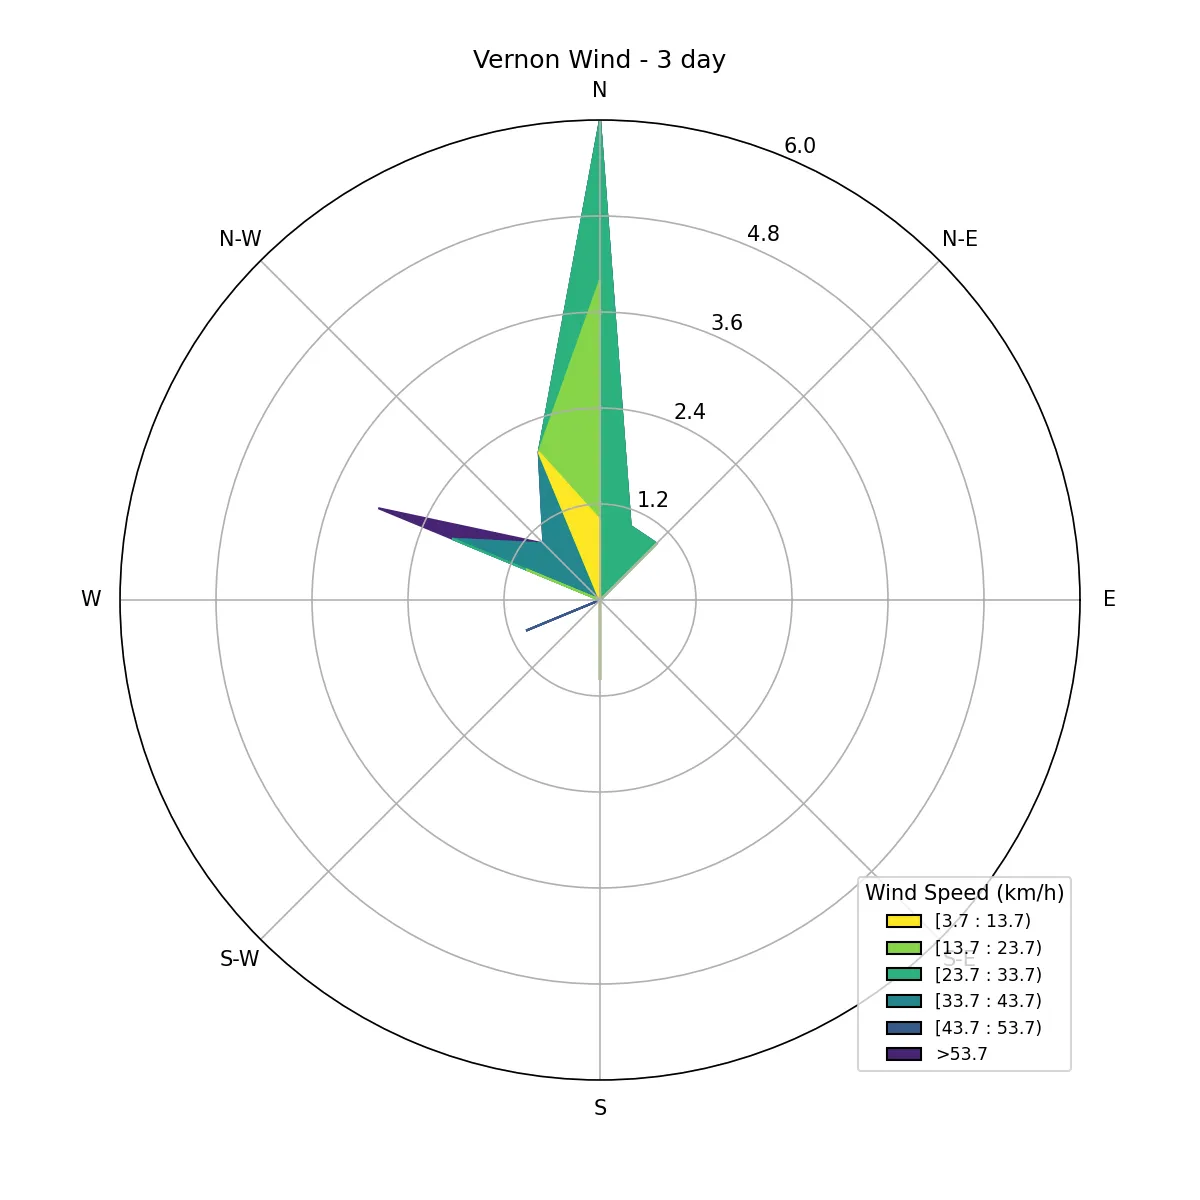 Vernon Wind - 3 day
N
6.0
N-W
N-E
4.8
3.6
2.4
1.2
W
E
Wind Speed (km/h)
[3.7 : 13.7)
[13.7 : 23.7)
S-W
S-E
[23.7 : 33.7)
[33.7 : 43.7)
[43.7 : 53.7)
>53.7
S